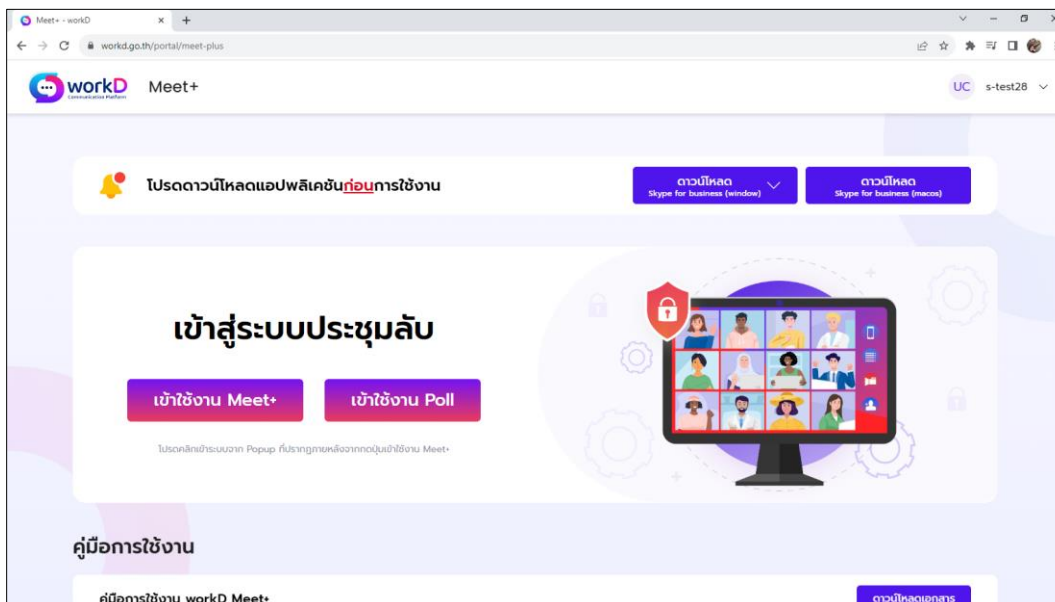 Meet+ - workD
workd.go.th/portal/meet-plus
workD
Communication Platform
Meet+
UC s-test28
โปรดดาวน์โหลดแอปพลิเคชันก่อนการใช้งาน
ดาวน์โหลด
Skype for business (window)
ดาวน์โหลด
Skype for business (macos)
เข้าสู่ระบบประชุมลับ
เข้าใช้งาน Meet+
เข้าใช้งาน Poll
โปรดคลิกเข้าระบบจาก Popup ที่ปรากฏภายหลังจากกดปุ่มเข้าใช้งาน Meet+
คู่มือการใช้งาน
คู่มือการใช้งาน workD Meet+
ดาวน์โหลดเอกสาร